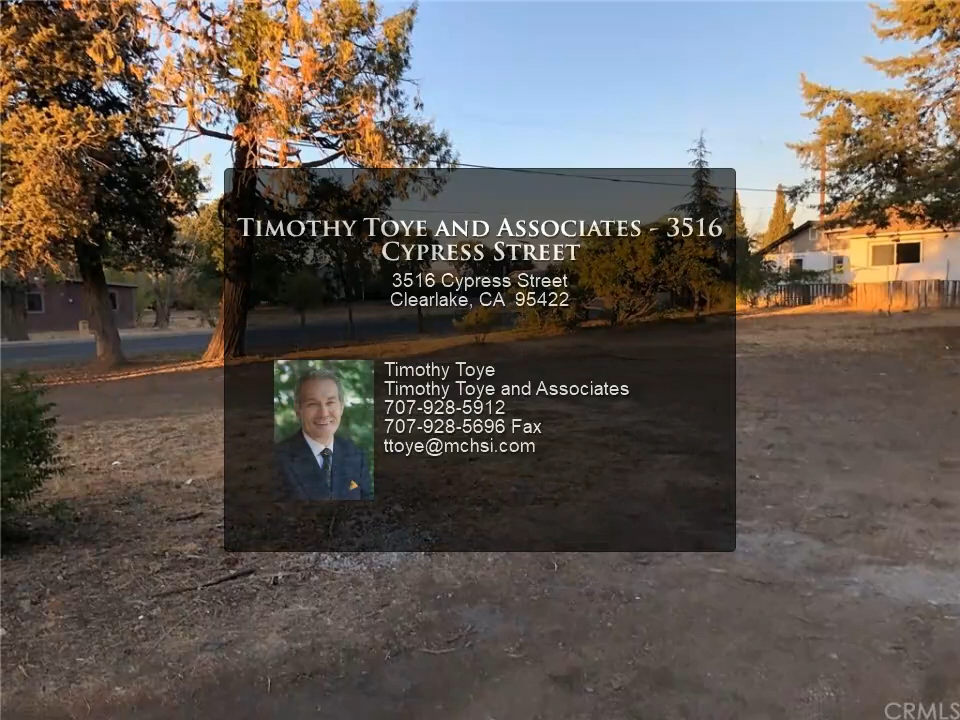 Timothy Toye and Associates - 3516
Cypress Street
3516 Cypress Street
Clearlake, CA 95422
Timothy Toye
Timothy Toye and Associates
707-928-5912
707-928-5696 Fax
ttoye@mchsi.com
CRMLS